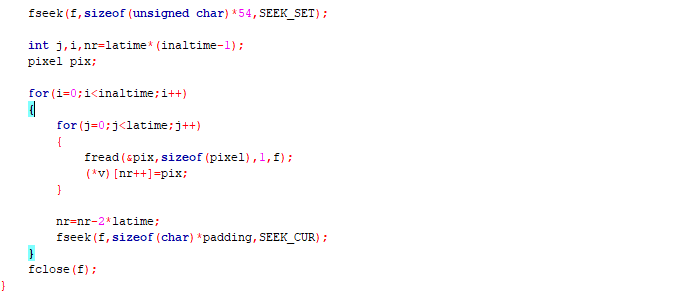 fseek(f,sizeof(unsigned char)*54,SEEK_SET);
int j,i,nr=latime*(inaltime-1);
pixel pix;
for(i=0;i<inaltime;i++)
{
for(j=0;j<latime;j++)
{
fread(&pix,sizeof(pixel),1,f);
(*v)[nr++]=pix;
}
nr=nr-2*latime;
fseek(f,sizeof(char)*padding,SEEK_CUR);
}
fclose(f);
}